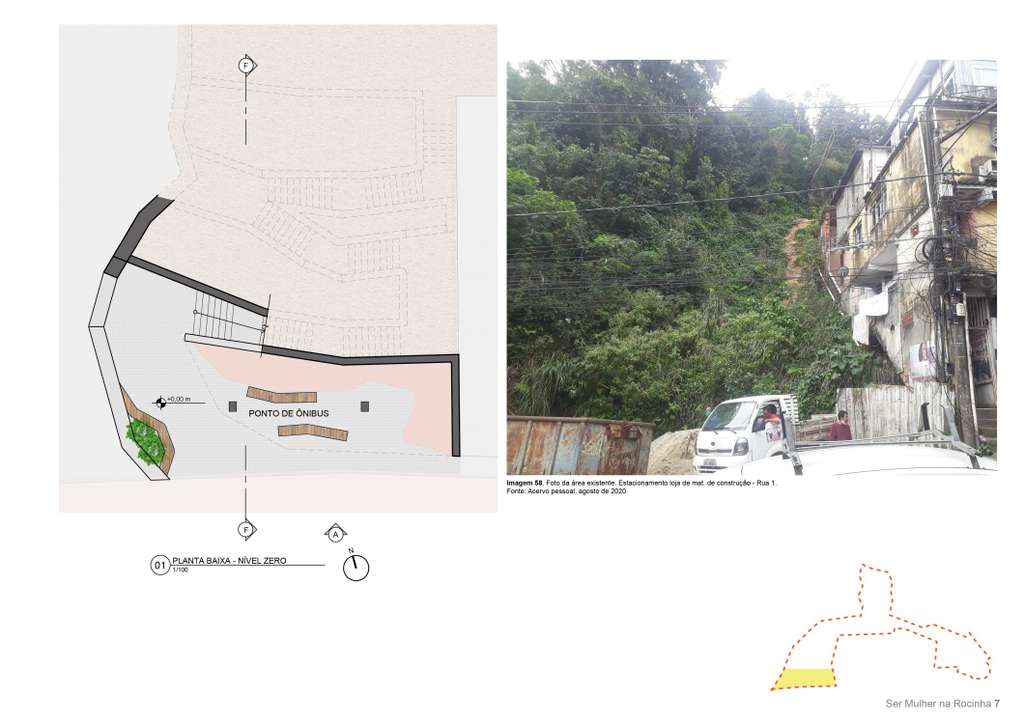 F
+0,00 m
PONTO DE ÔNIBUS
F
A
01 PLANTA BAIXA - NÍVEL ZERO
1/100
N
Imagem 58. Foto da área existente. Estacionamento loja de mat. de construção - Rua 1.
Fonte: Acervo pessoal, agosto de 2020.
Ser Mulher na Rocinha 7